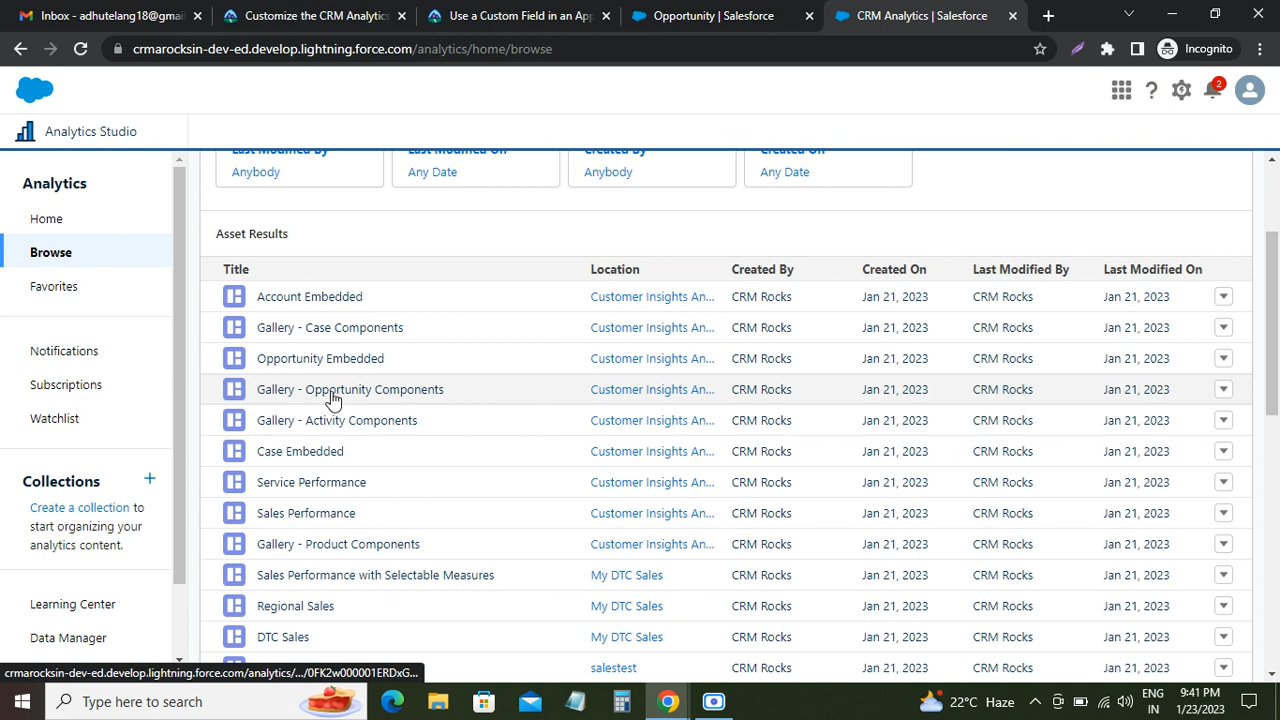 Inbox - adhutelang18@gmai
Customize the CRM Analytics
Use a Custom Field in an App
Opportunity | Salesforce
CRM Analytics | Salesforce
crmarocksin-dev-ed.develop.lightning.force.com/analytics/home/browse
Incognito
2
Analytics Studio
Last Modified By
Last Modified On
Created By
Created On
Anybody
Any Date
Anybody
Any Date
Analytics
Home
Browse
Favorites
Notifications
Subscriptions
Watchlist
Collections +
Create a collection to
start organizing your
analytics content.
Learning Center
Data Manager
Asset Results
Title Location Created By Created On Last Modified By Last Modified On
Account Embedded Customer Insights An... CRM Rocks Jan 21, 2023 CRM Rocks Jan 21, 2023
Gallery - Case Components Customer Insights An... CRM Rocks Jan 21, 2023 CRM Rocks Jan 21, 2023
Opportunity Embedded Customer Insights An... CRM Rocks Jan 21, 2023 CRM Rocks Jan 21, 2023
Gallery - Opportunity Components Customer Insights An... CRM Rocks Jan 21, 2023 CRM Rocks Jan 21, 2023
Gallery - Activity Components Customer Insights An... CRM Rocks Jan 21, 2023 CRM Rocks Jan 21, 2023
Case Embedded Customer Insights An... CRM Rocks Jan 21, 2023 CRM Rocks Jan 21, 2023
Service Performance Customer Insights An... CRM Rocks Jan 21, 2023 CRM Rocks Jan 21, 2023
Sales Performance Customer Insights An... CRM Rocks Jan 21, 2023 CRM Rocks Jan 21, 2023
Gallery - Product Components Customer Insights An... CRM Rocks Jan 21, 2023 CRM Rocks Jan 21, 2023
Sales Performance with Selectable Measures My DTC Sales CRM Rocks Jan 21, 2023 CRM Rocks Jan 21, 2023
Regional Sales My DTC Sales CRM Rocks Jan 21, 2023 CRM Rocks Jan 21, 2023
DTC Sales My DTC Sales CRM Rocks Jan 21, 2023 CRM Rocks Jan 21, 2023
salestest CRM Rocks Jan 21, 2023 CRM Rocks Jan 21, 2023
crmarocksin-dev-ed.develop.lightning.force.com/analytics/.../0FK2w000001ERDxG...
Type here to search
22°C Haze
ENG
IN
9:41 PM
1/23/2023